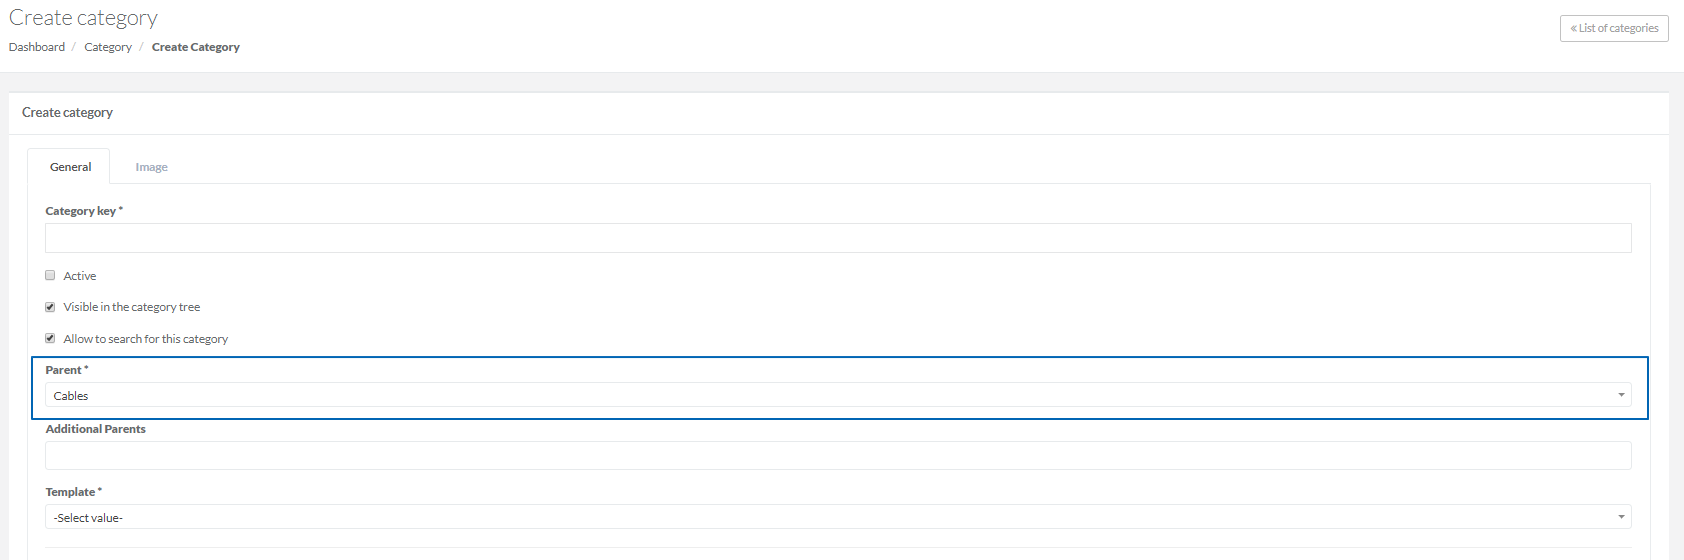 Create category
Dashboard / Category / Create Category
« List of categories
Create category
General
Image
Category key *
Active
Visible in the category tree
Allow to search for this category
Parent *
Cables
Additional Parents
Template *
-Select value-